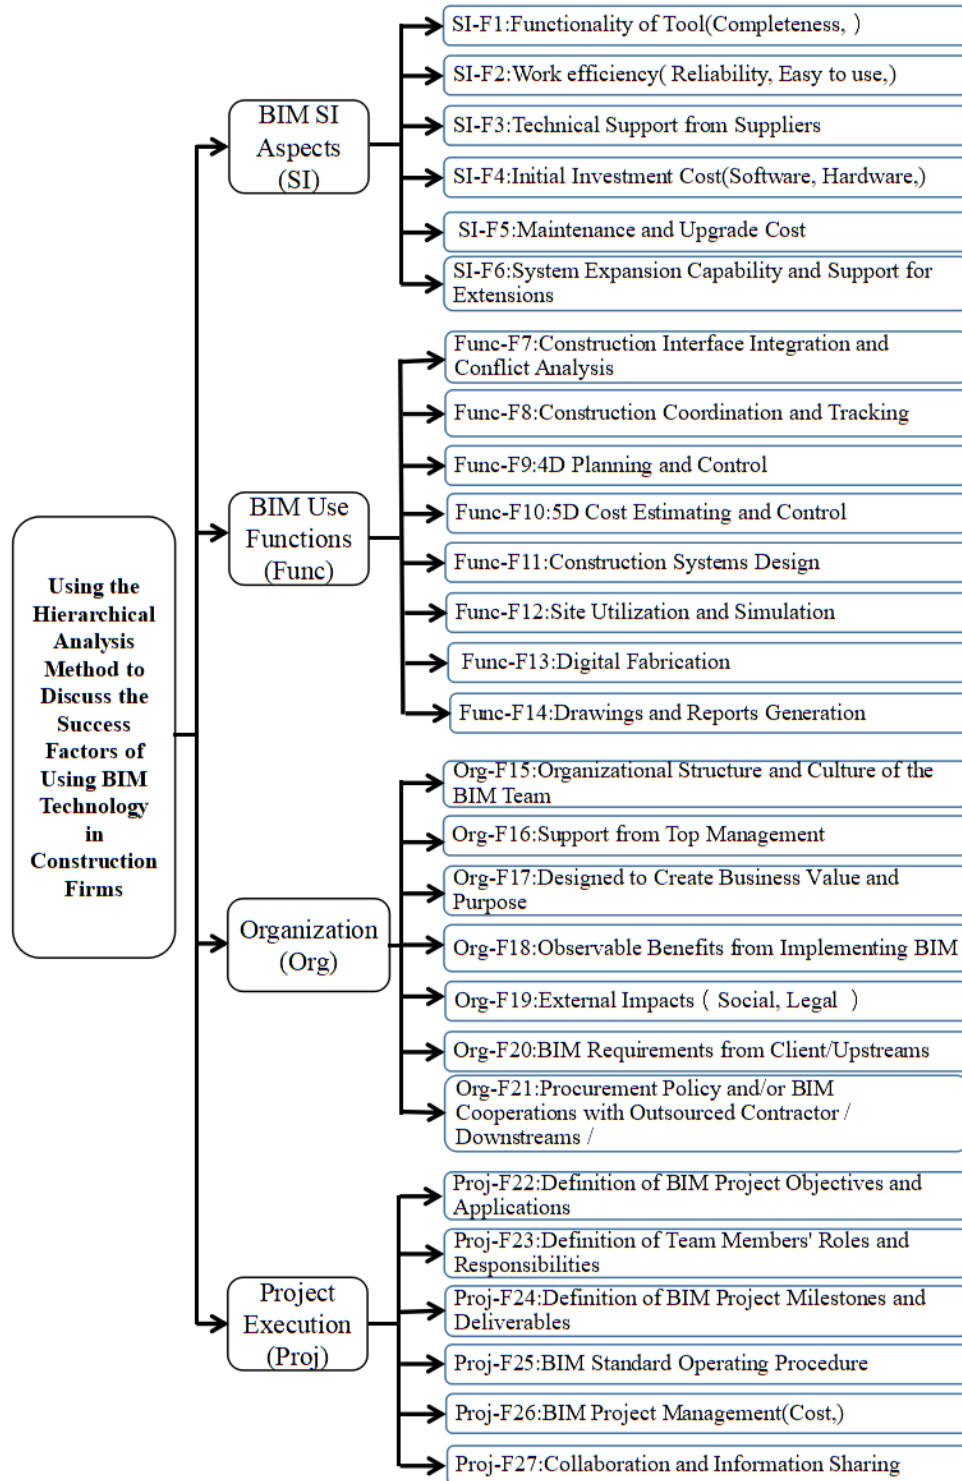 Using the
Hierarchical
Analysis
Method to
Discuss the
Success
Factors of
Using BIM
Technology
in
Construction
Firms
BIM SI
Aspects
(SI)
SI-F1:Functionality of Tool(Completeness, )
SI-F2:Work efficiency( Reliability, Easy to use,)
SI-F3:Technical Support from Suppliers
SI-F4:Initial Investment Cost(Software, Hardware,)
SI-F5:Maintenance and Upgrade Cost
SI-F6:System Expansion Capability and Support for
Extensions
BIM Use
Functions
(Func)
Func-F7:Construction Interface Integration and
Conflict Analysis
Func-F8:Construction Coordination and Tracking
Func-F9:4D Planning and Control
Func-F10:5D Cost Estimating and Control
Func-F11:Construction Systems Design
Func-F12:Site Utilization and Simulation
Func-F13:Digital Fabrication
Func-F14:Drawings and Reports Generation
Organization
(Org)
Org-F15:Organizational Structure and Culture of the
BIM Team
Org-F16:Support from Top Management
Org-F17:Designed to Create Business Value and
Purpose
Org-F18:Observable Benefits from Implementing BIM
Org-F19:External Impacts ( Social, Legal )
Org-F20:BIM Requirements from Client/Upstreams
Org-F21:Procurement Policy and/or BIM
Cooperations with Outsourced Contractor /
Downstreams /
Project
Execution
(Proj)
Proj-F22:Definition of BIM Project Objectives and
Applications
Proj-F23:Definition of Team Members' Roles and
Responsibilities
Proj-F24:Definition of BIM Project Milestones and
Deliverables
Proj-F25:BIM Standard Operating Procedure
Proj-F26:BIM Project Management(Cost,)
Proj-F27:Collaboration and Information Sharing